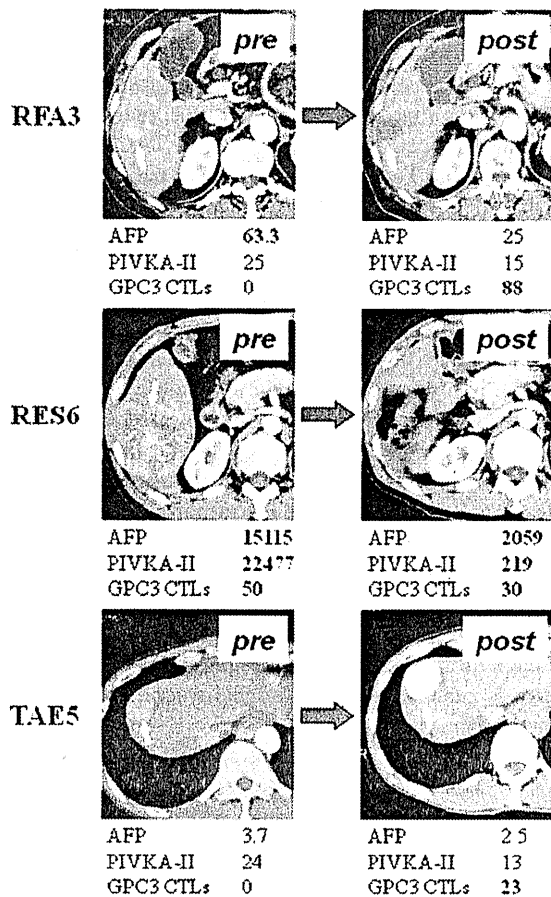 pre post
RFA3
AFP 63.3 AFP 25
PIVKA-II 25 PIVKA-II 15
GPC3 CTLs 0 GPC3 CTLs 88
pre post
RES6
AFP 15115 AFP 2059
PIVKA-II 22477 PIVKA-II 219
GPC3 CTLs 50 GPC3 CTLs 30
pre post
TAE5
AFP 3.7 AFP 2.5
PIVKA-II 24 PIVKA-II 13
GPC3 CTLs 0 GPC3 CTLs 23